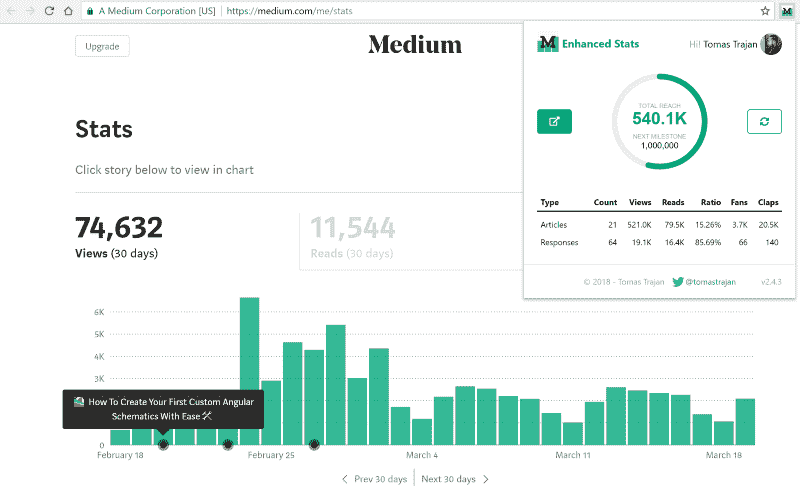 A Medium Corporation [US] https://medium.com/me/stats
Upgrade
Medium
Stats
Click story below to view in chart
74,632
Views (30 days)
11,544
Reads (30 days)
6K
5K
4K
3K
0
How To Create Your First Custom Angular
Schematics With Ease
February 18 February 25 March 4 March 11 March 18
Prev 30 days Next 30 days
M Enhanced Stats Hi! Tomas Trajan
TOTAL REACH
540.1K
NEXT MILESTONE
1,000,000
Type Count Views Reads Ratio Fans Claps
Articles 21 521.0K 79.5K 15.26% 3.7K 20.5K
Responses 64 19.1K 16.4K 85.69% 66 140
© 2018 - Tomas Trajan @tomastrajan v2.4.3